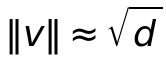 ‖v‖ ≈ √d